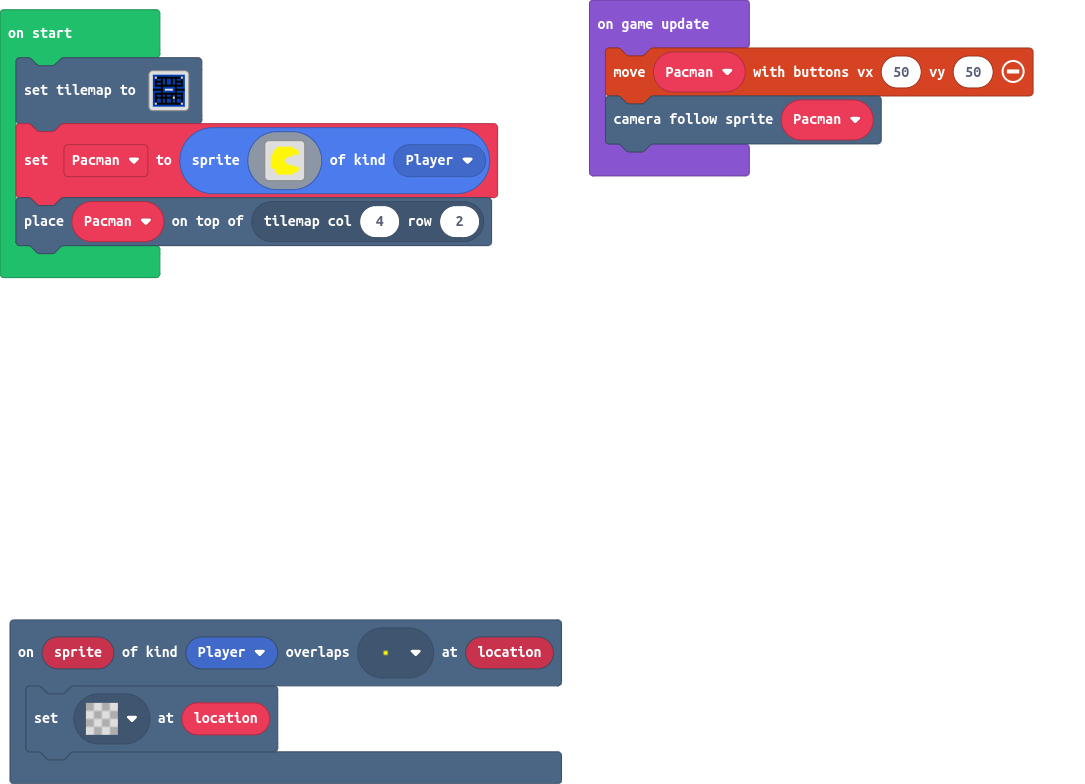 on start
set tilemap to
set Pacman to sprite of kind Player
place Pacman on top of tilemap col 4 row 2
on game update
move Pacman with buttons vx 50 vy 50
camera follow sprite Pacman
on sprite of kind Player overlaps at location
set at location